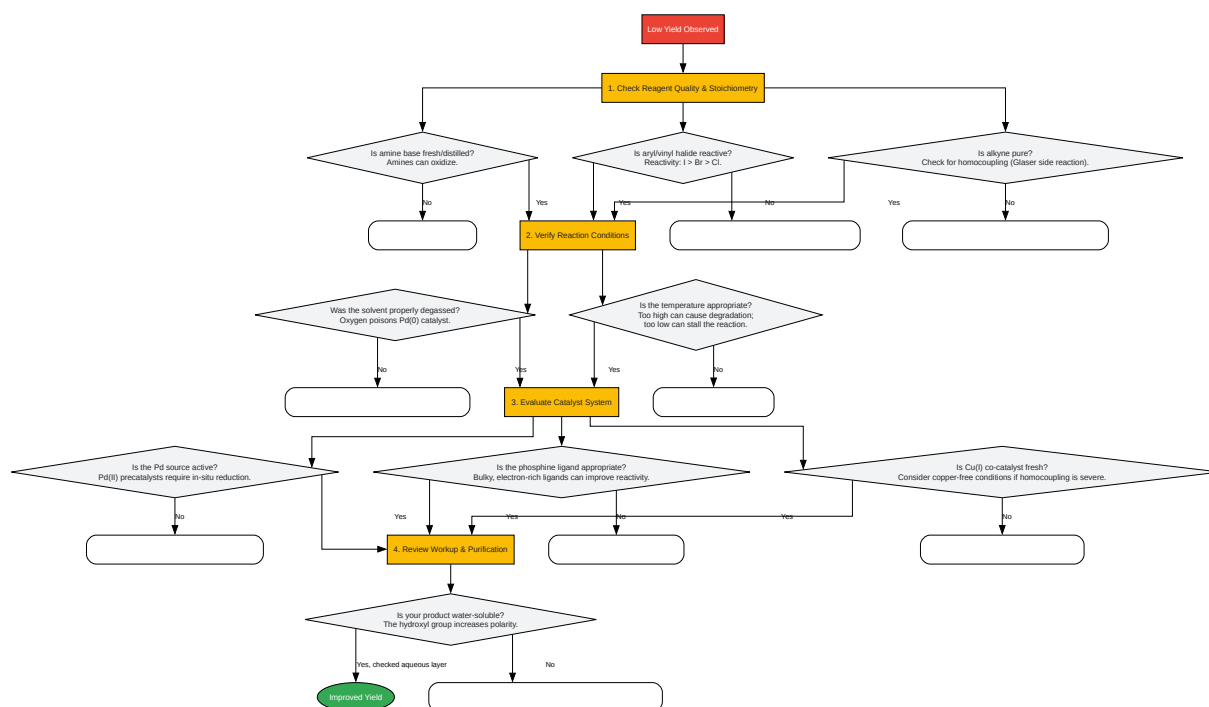 Low Yield Observed
1. Check Reagent Quality & Stoichiometry
Is amine base fresh/distilled?
Amines can oxidize.
Is aryl/vinyl halide reactive?
Reactivity: I > Br > Cl.
Is alkyne pure?
Check for homocoupling (Glaser side reaction).
No
Yes
Yes
No
Yes
No
2. Verify Reaction Conditions
Was the solvent properly degassed?
Oxygen poisons Pd(0) catalyst.
Is the temperature appropriate?
Too high can cause degradation;
too low can stall the reaction.
No
Yes
Yes
No
3. Evaluate Catalyst System
Is the Pd source active?
Pd(II) precatalysts require in-situ reduction.
Is the phosphine ligand appropriate?
Bulky, electron-rich ligands can improve reactivity.
Is Cu(I) co-catalyst fresh?
Consider copper-free conditions if homocoupling is severe.
No
Yes
Yes
No
Yes
No
4. Review Workup & Purification
Is your product water-soluble?
The hydroxyl group increases polarity.
Yes, checked aqueous layer
No
Improved Yield